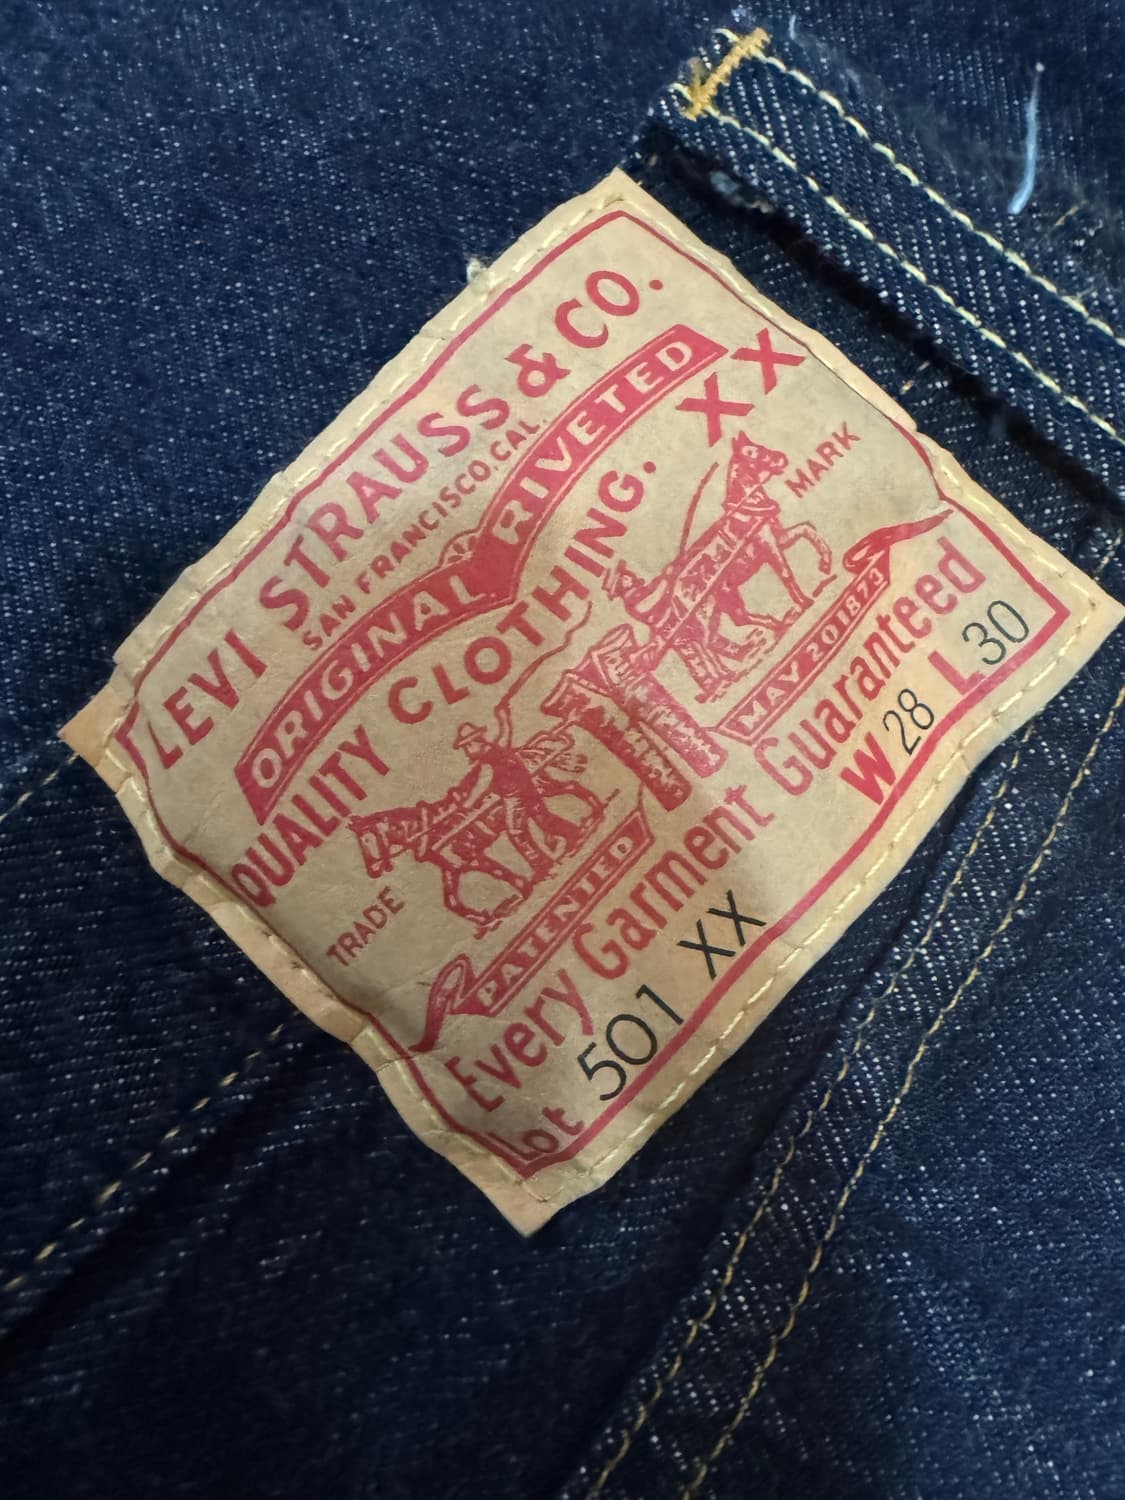 LEVI STRAUSS & CO.
SAN FRANCISCO, CAL.
ORIGINAL RIVETED
QUALITY CLOTHING. XX
TRADE MARK
PATENTED MAY 20 1873
Every Garment Guaranteed
Lot 501 XX W 28 L 30